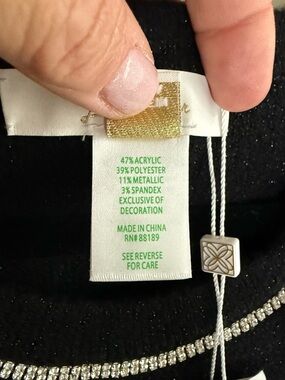 47% ACRYLIC
39% POLYESTER
11% METALLIC
3% SPANDEX
EXCLUSIVE OF
DECORATION
MADE IN CHINA
RN# 88189
SEE REVERSE
FOR CARE